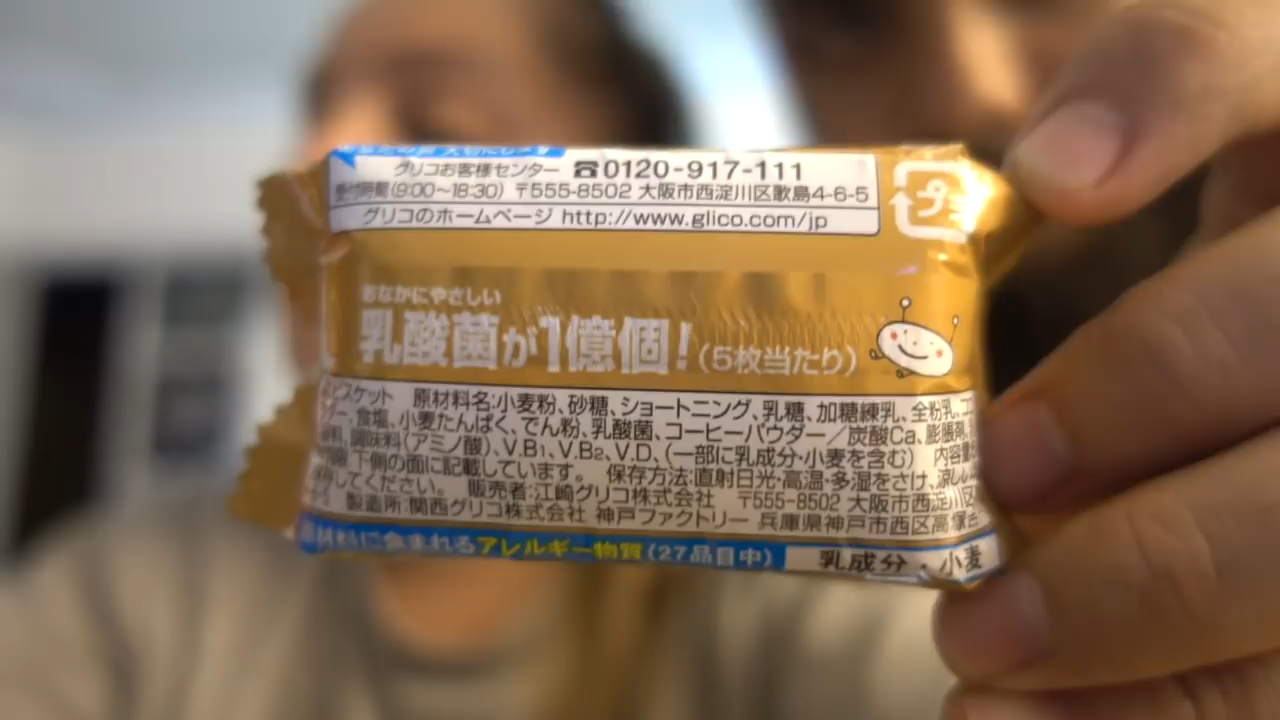 グリコお客様センター ☎0120-917-111
受付時間(9:00〜18:30) 〒555-8502 大阪市西淀川区歌島4-6-5
グリコのホームページ http://www.glico.com/jp
プ
おなかにやさしい
乳酸菌が1億個!(5枚当たり)
ビスケット 原材料名:小麦粉、砂糖、ショートニング、乳糖、加糖練乳、全粉乳、コ
ダー、食塩、小麦たんぱく、でん粉、乳酸菌、コーヒーパウダー/炭酸Ca、膨脹剤、
料、調味料(アミノ酸)、V.B1、V.B2、V.D、(一部に乳成分・小麦を含む) 内容量
下側の面に記載しています。 保存方法:直射日光・高温・多湿をさけ、涼し
してください。 販売者:江崎グリコ株式会社 〒555-8502 大阪市西淀川区
製造所:関西グリコ株式会社 神戸ファクトリー 兵庫県神戸市西区高塚台
材料に含まれるアレルギー物質(27品目中) 乳成分・小麦